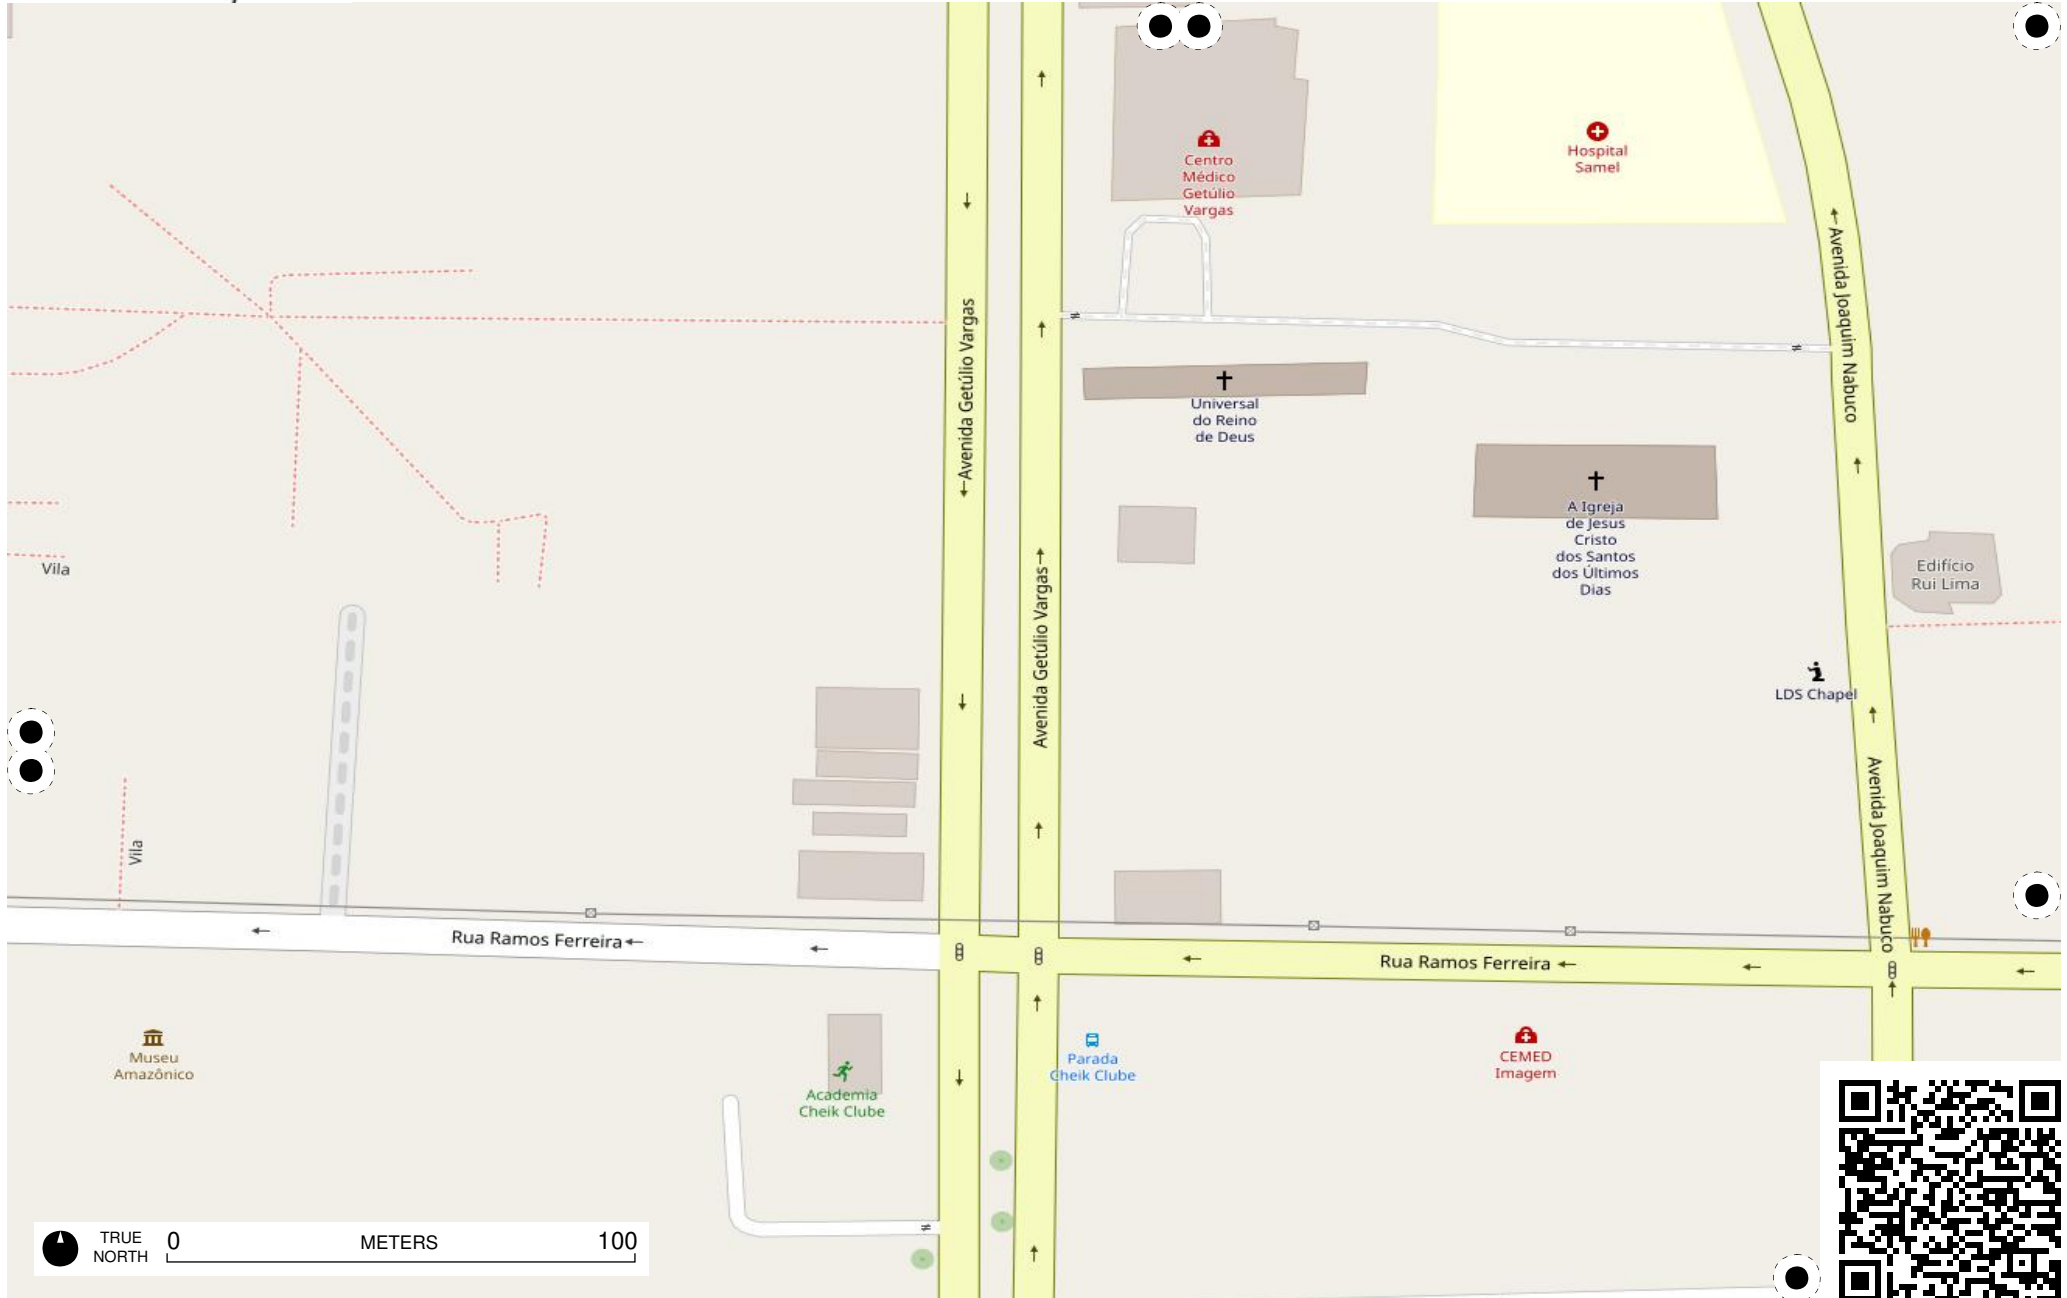 Centro
Médico
Getúlio
Vargas
Hospital
Samel
Avenida Joaquim Nabuco
Avenida Getúlio Vargas
Universal
do Reino
de Deus
A Igreja
de Jesus
Cristo
dos Santos
dos Últimos
Dias
Edifício
Rui Lima
Vila
Avenida Getúlio Vargas
LDS Chapel
Avenida Joaquim Nabuco
Vila
Rua Ramos Ferreira
Rua Ramos Ferreira
Museu
Amazônico
Academia
Cheik Clube
Parada
Cheik Clube
CEMED
Imagem
TRUE
NORTH
0 METERS 100